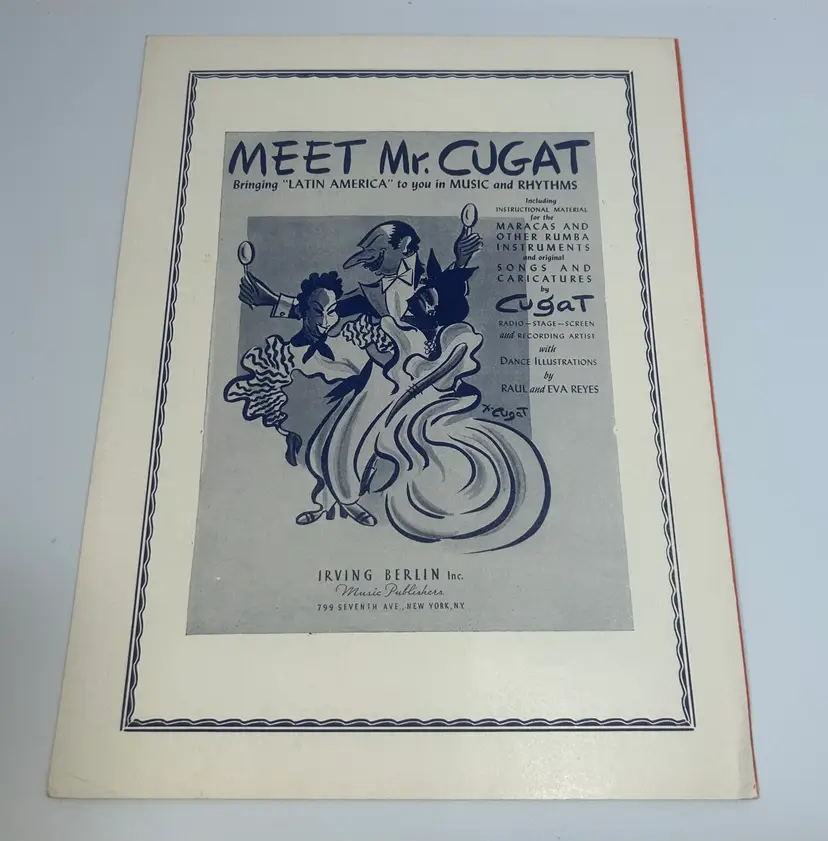 MEET Mr. CUGAT
Bringing "LATIN AMERICA" to you in MUSIC and RHYTHMS
Including
INSTRUCTIONAL MATERIAL
for the
MARACAS AND
OTHER RUMBA
INSTRUMENTS
and original
SONGS AND
CARICATURES
by
CugaT
RADIO-STAGE-SCREEN
and RECORDING ARTIST
with
DANCE ILLUSTRATIONS
by
RAUL and EVA REYES
X. CugaT
IRVING BERLIN Inc.
Music Publishers
799 SEVENTH AVE., NEW YORK, NY